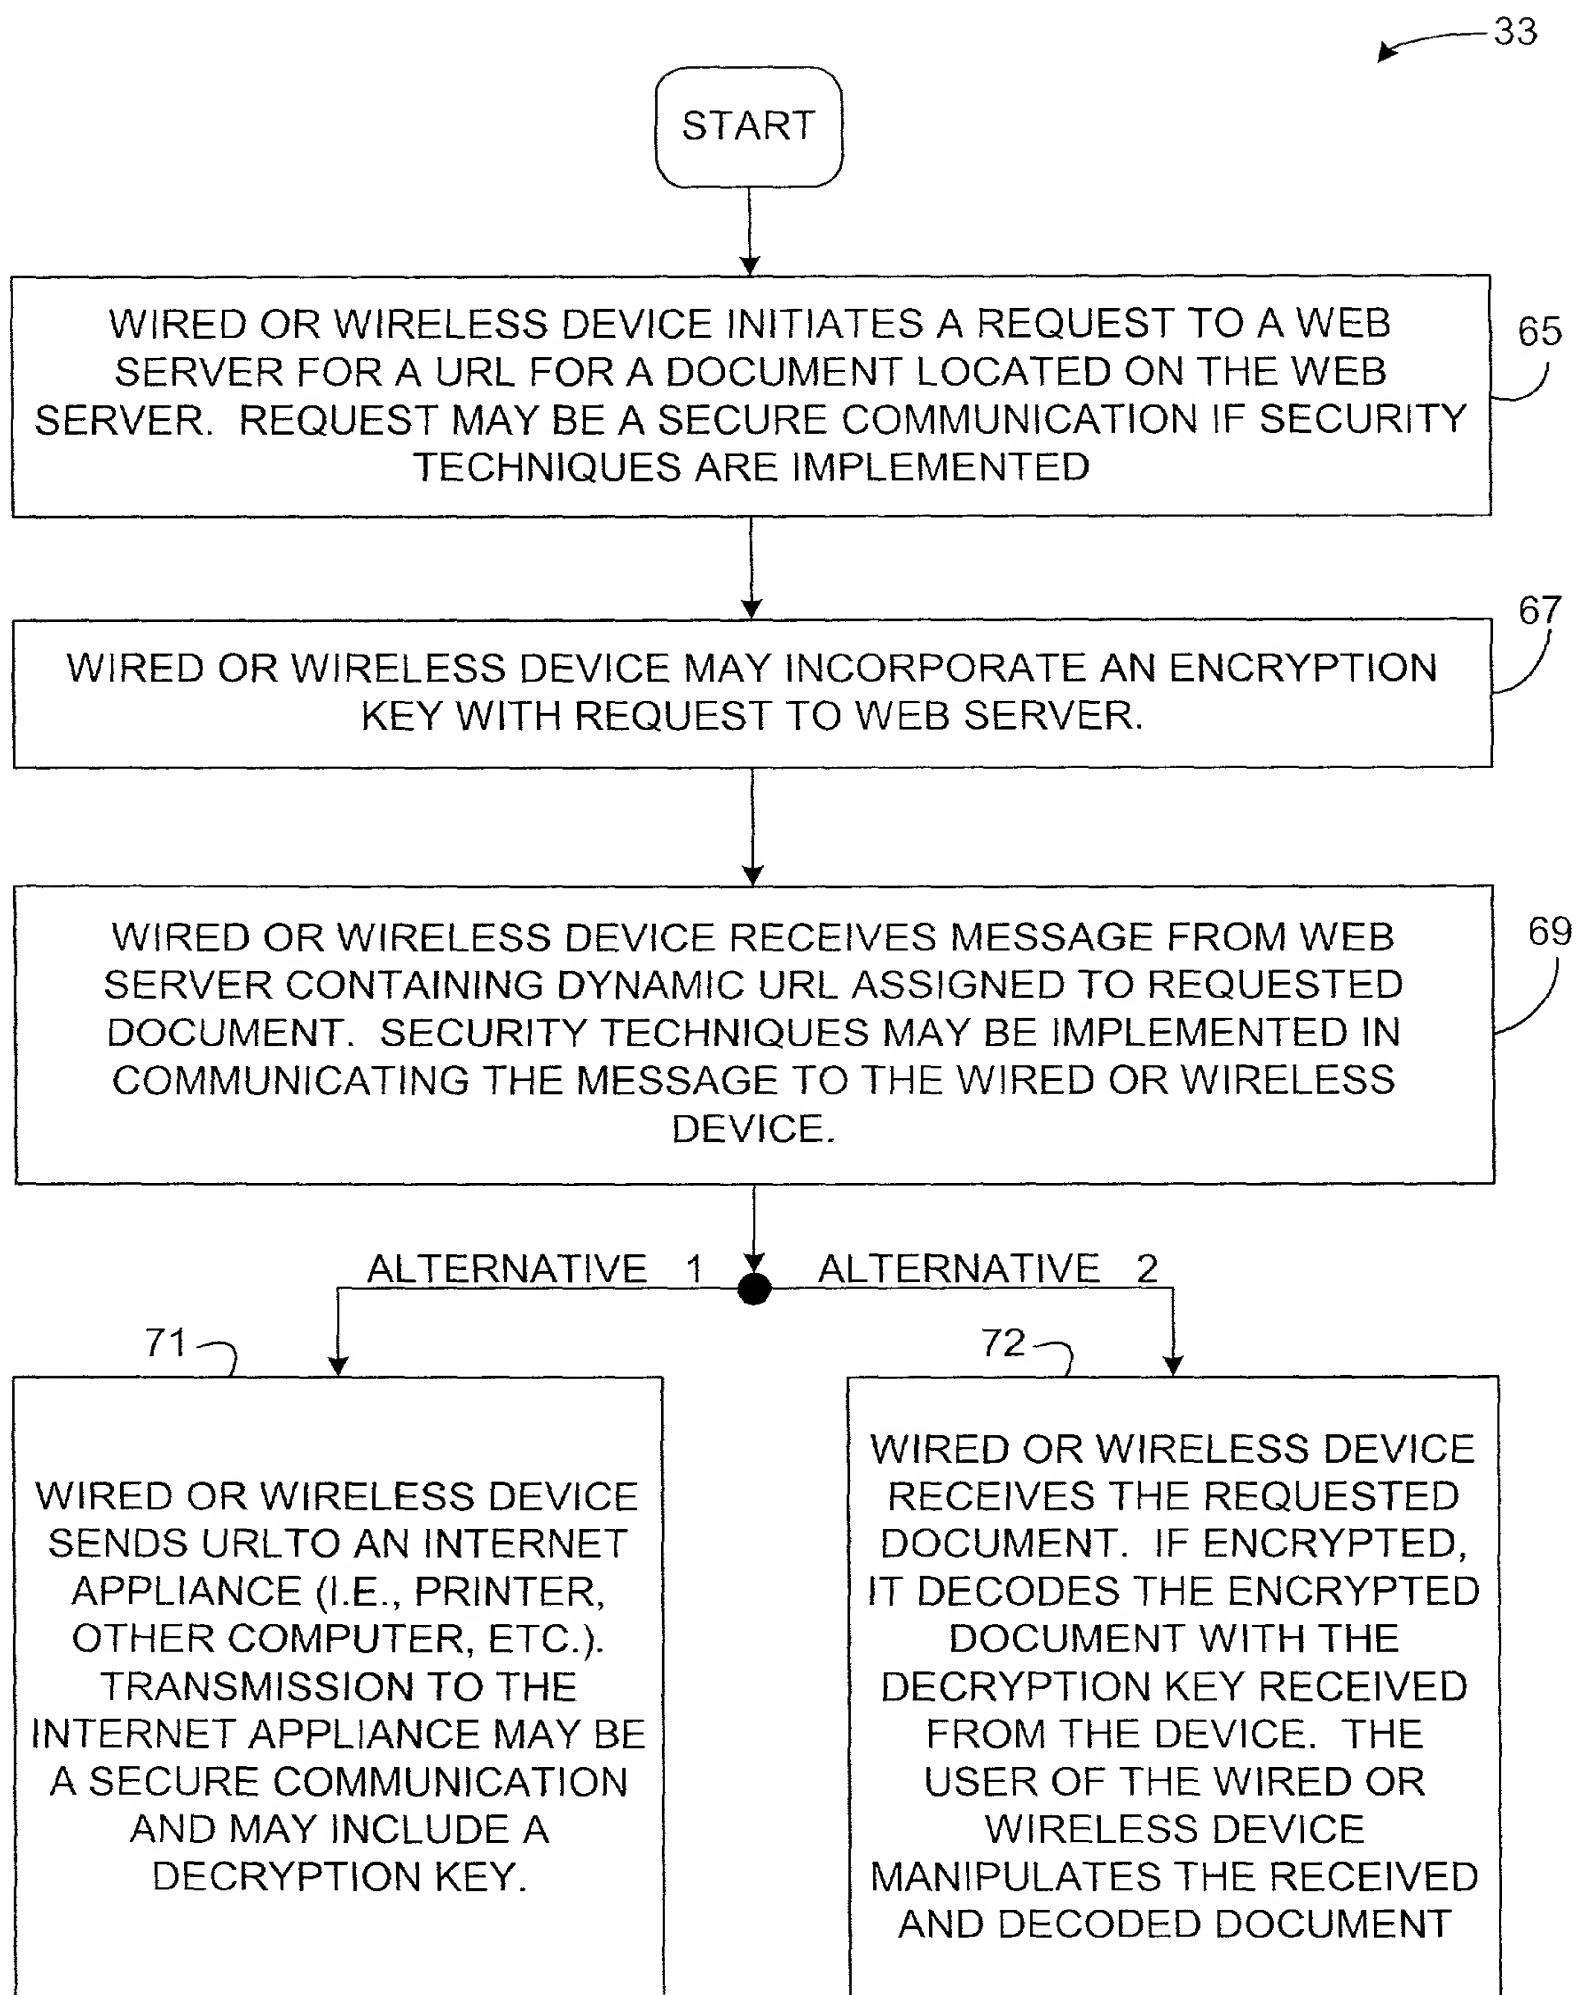 33
START
WIRED OR WIRELESS DEVICE INITIATES A REQUEST TO A WEB
SERVER FOR A URL FOR A DOCUMENT LOCATED ON THE WEB
SERVER. REQUEST MAY BE A SECURE COMMUNICATION IF SECURITY
TECHNIQUES ARE IMPLEMENTED
65
67
WIRED OR WIRELESS DEVICE MAY INCORPORATE AN ENCRYPTION
KEY WITH REQUEST TO WEB SERVER.
WIRED OR WIRELESS DEVICE RECEIVES MESSAGE FROM WEB
SERVER CONTAINING DYNAMIC URL ASSIGNED TO REQUESTED
DOCUMENT. SECURITY TECHNIQUES MAY BE IMPLEMENTED IN
COMMUNICATING THE MESSAGE TO THE WIRED OR WIRELESS
DEVICE.
69
ALTERNATIVE 1
ALTERNATIVE 2
71
WIRED OR WIRELESS DEVICE
SENDS URLTO AN INTERNET
APPLIANCE (I.E., PRINTER,
OTHER COMPUTER, ETC.).
TRANSMISSION TO THE
INTERNET APPLIANCE MAY BE
A SECURE COMMUNICATION
AND MAY INCLUDE A
DECRYPTION KEY.
72
WIRED OR WIRELESS DEVICE
RECEIVES THE REQUESTED
DOCUMENT. IF ENCRYPTED,
IT DECODES THE ENCRYPTED
DOCUMENT WITH THE
DECRYPTION KEY RECEIVED
FROM THE DEVICE. THE
USER OF THE WIRED OR
WIRELESS DEVICE
MANIPULATES THE RECEIVED
AND DECODED DOCUMENT